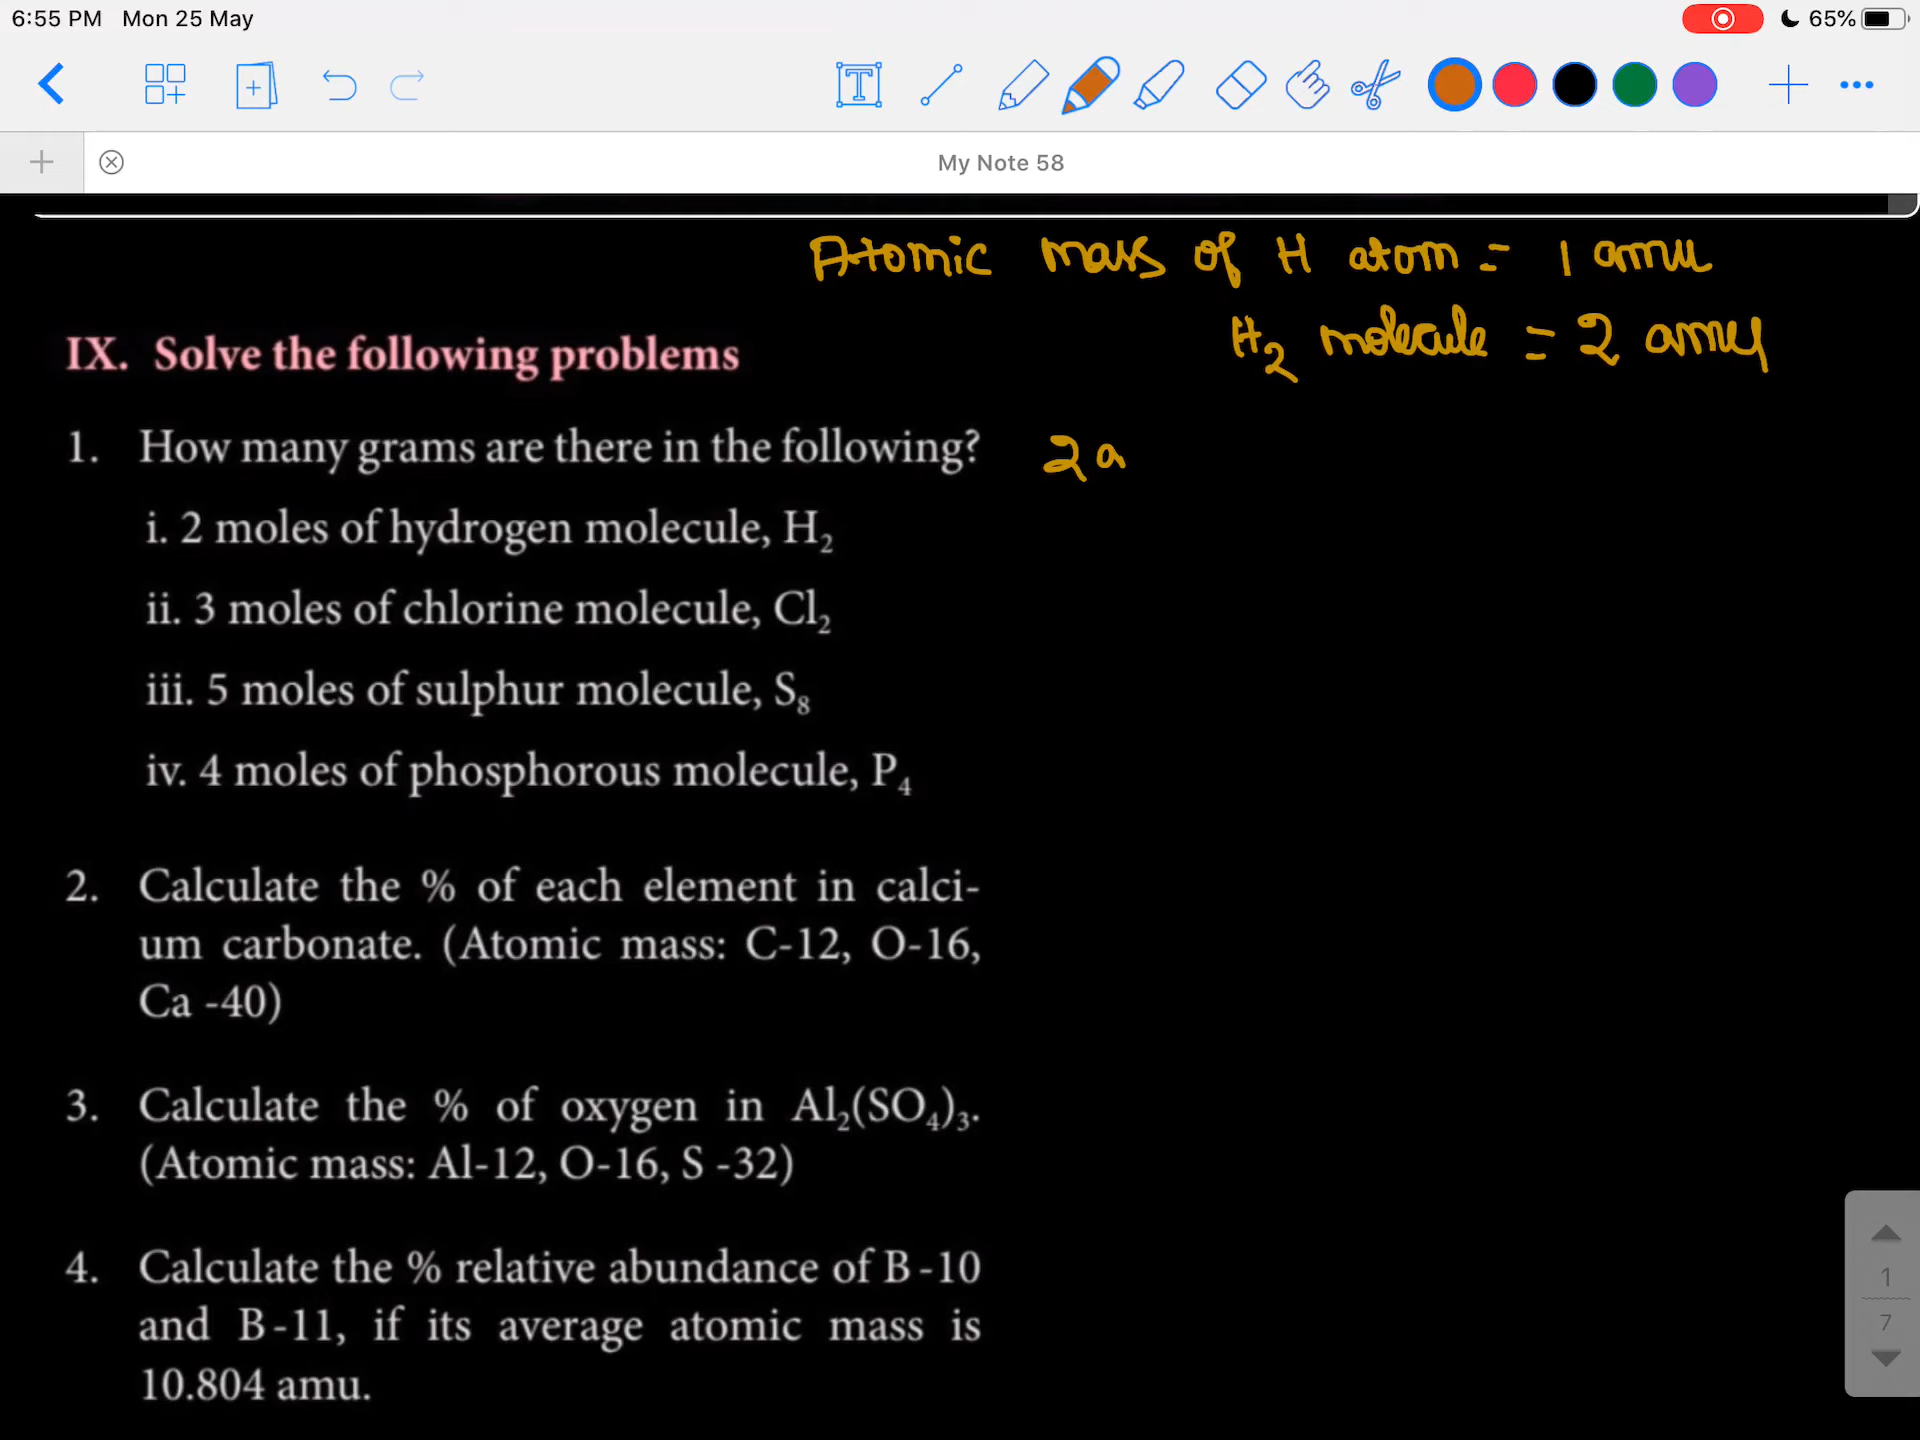 6:55 PM Mon 25 May
65%
T
My Note 58
Atomic mass of H atom = 1 amu
H₂ molecule = 2 amu
IX. Solve the following problems
1. How many grams are there in the following?
2 a
i. 2 moles of hydrogen molecule, H₂
ii. 3 moles of chlorine molecule, Cl₂
iii. 5 moles of sulphur molecule, S₈
iv. 4 moles of phosphorous molecule, P₄
2. Calculate the % of each element in calci-
um carbonate. (Atomic mass: C-12, O-16,
Ca -40)
3. Calculate the % of oxygen in Al₂(SO₄)₃.
(Atomic mass: Al-12, O-16, S -32)
4. Calculate the % relative abundance of B -10
and B -11, if its average atomic mass is
10.804 amu.
1
7